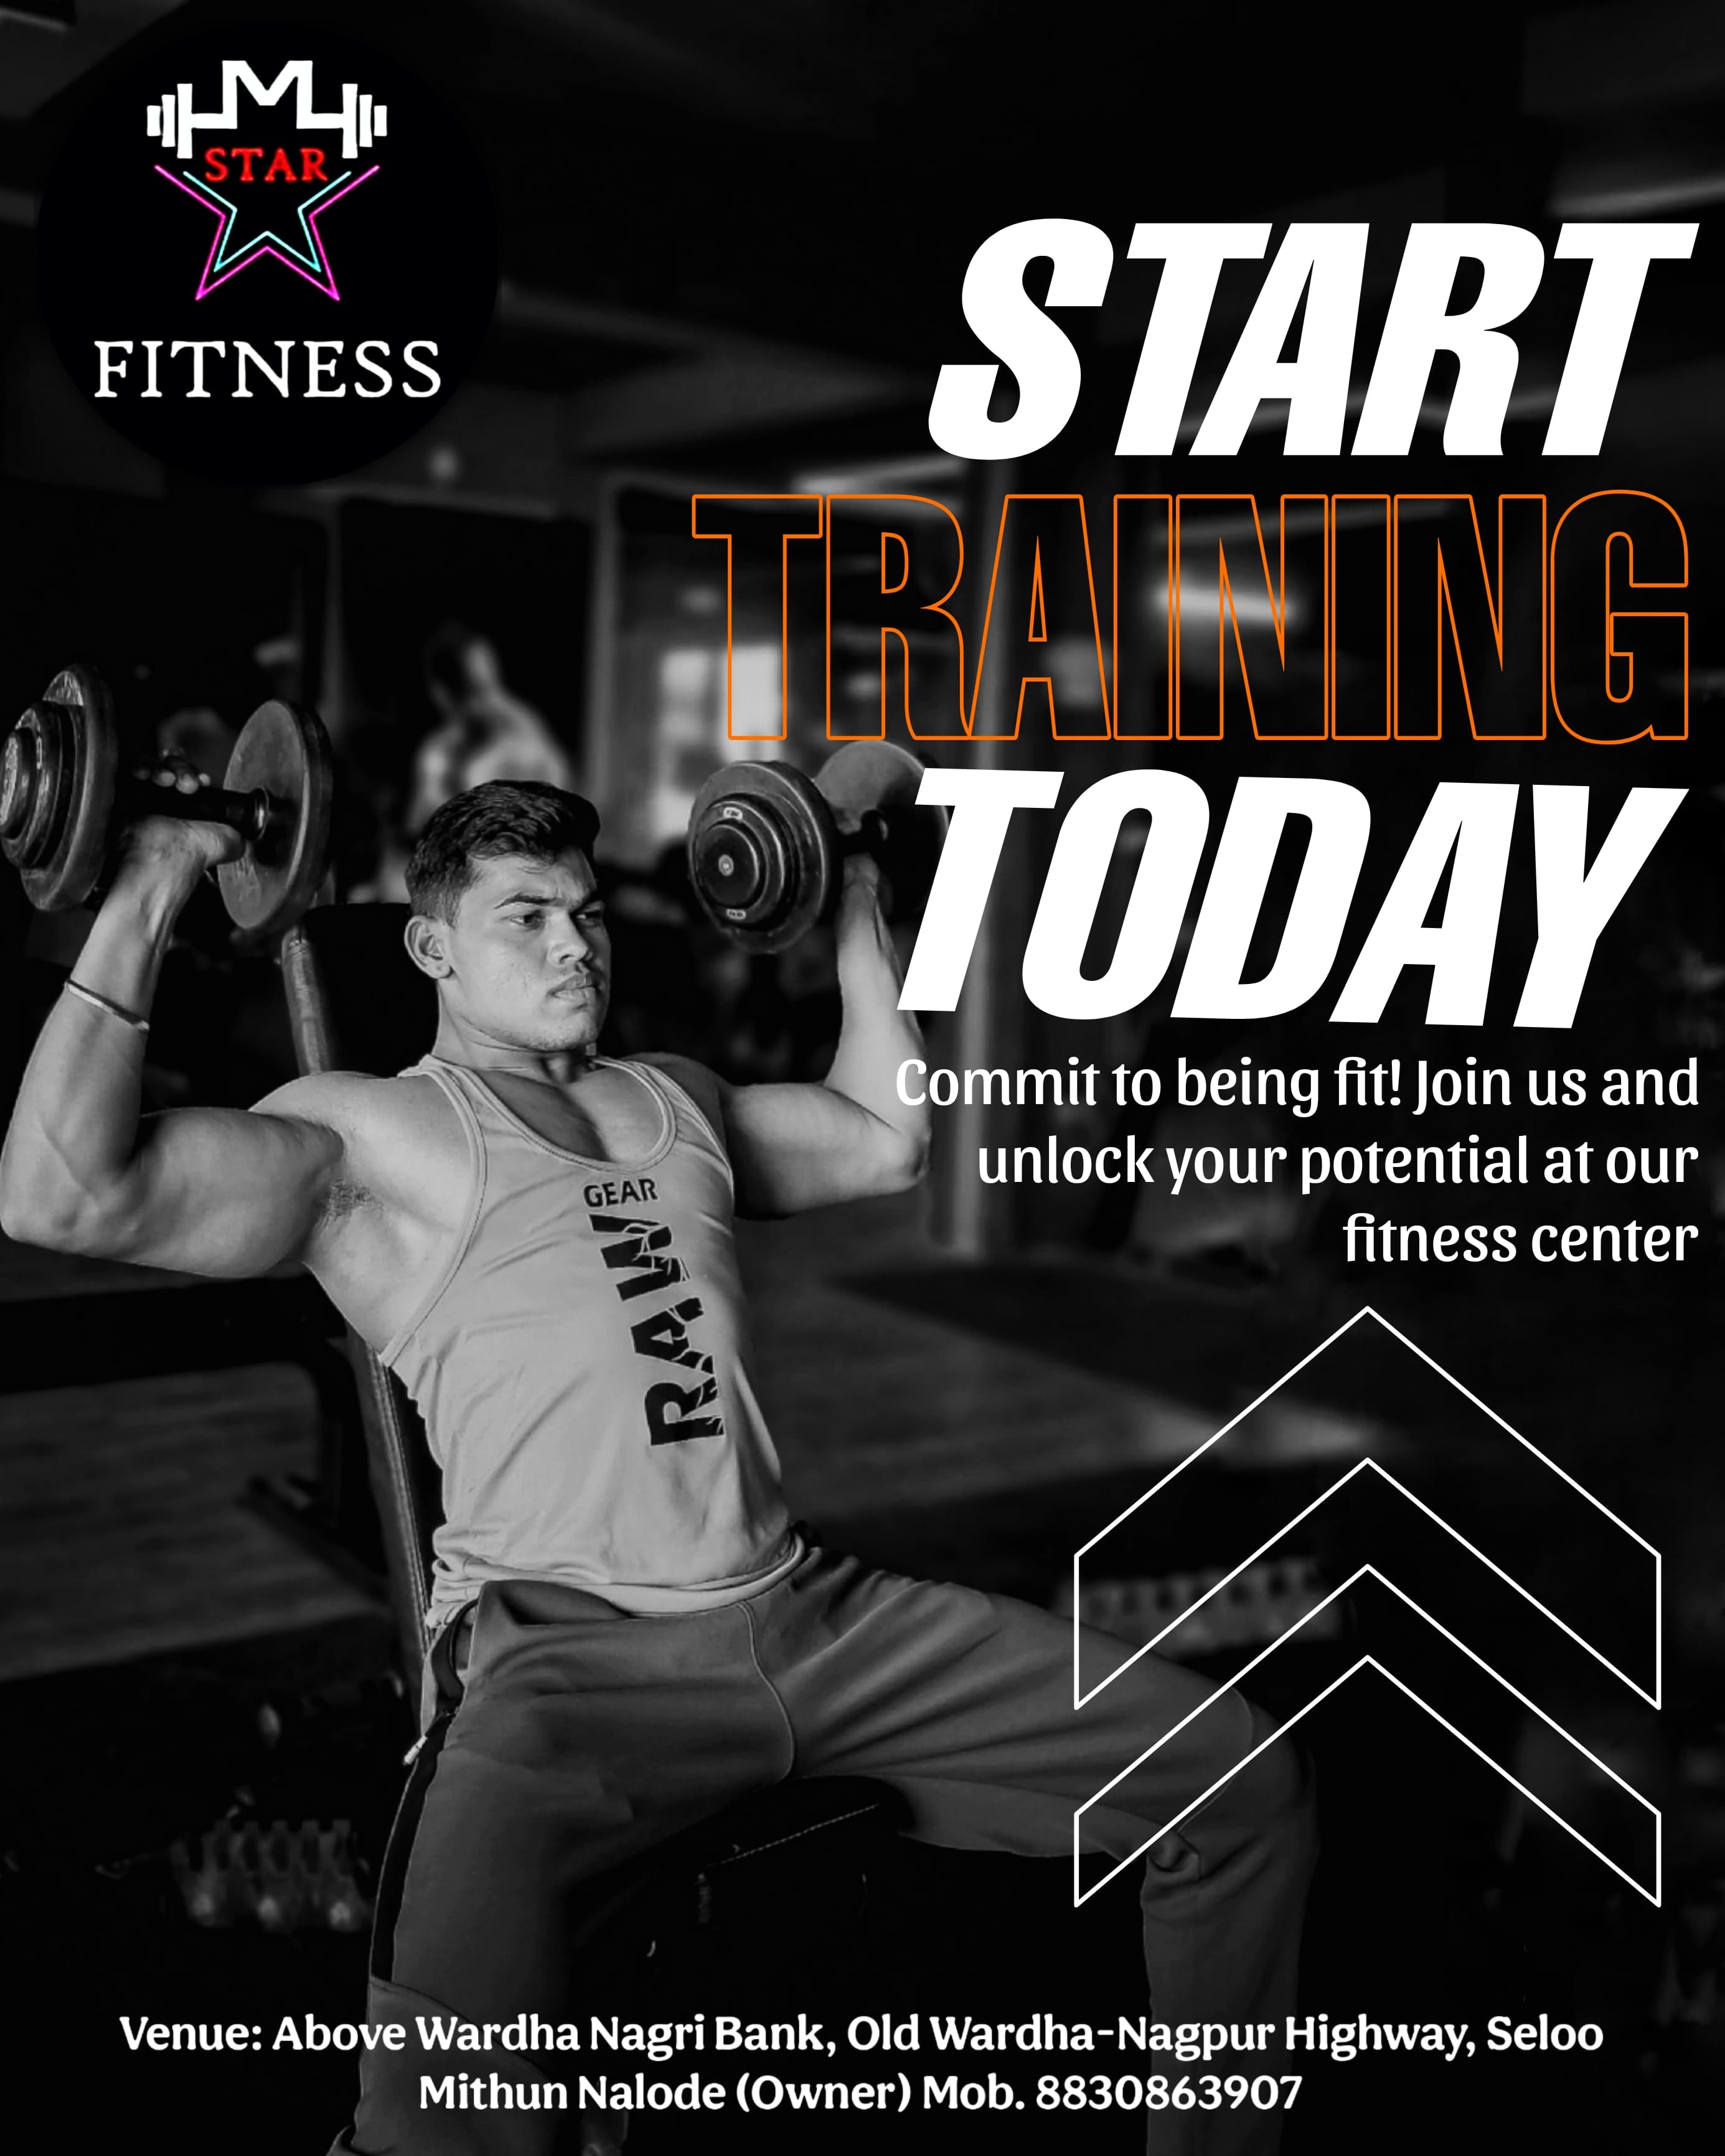 M
STAR
FITNESS
START
TRAINING
TODAY
Commit to being fit! Join us and
unlock your potential at our
fitness center
GEAR
RAW
Venue: Above Wardha Nagri Bank, Old Wardha-Nagpur Highway, Seloo
Mithun Nalode (Owner) Mob. 8830863907